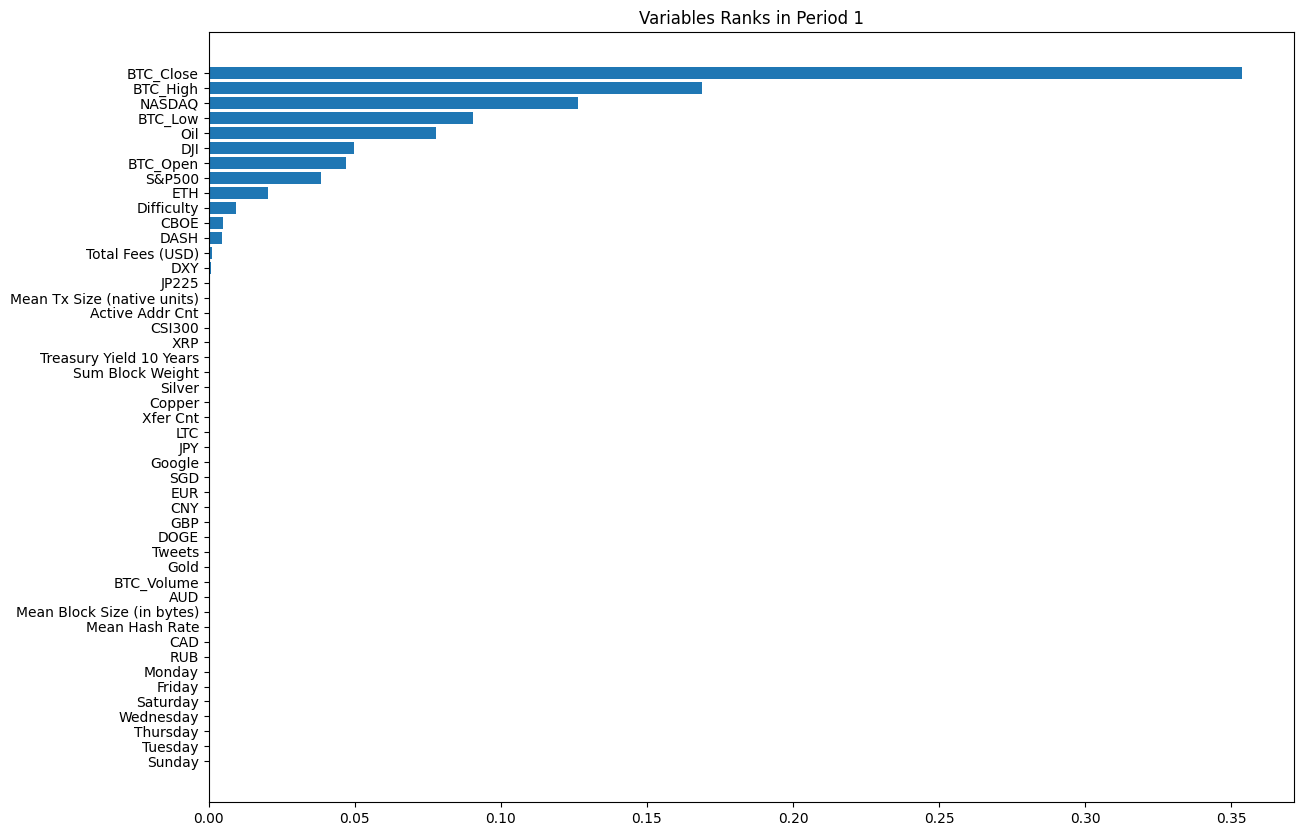 Variables Ranks in Period 1
BTC_Close
BTC_High
NASDAQ
BTC_Low
Oil
DJI
BTC_Open
S&P500
ETH
Difficulty
CBOE
DASH
Total Fees (USD)
DXY
JP225
Mean Tx Size (native units)
Active Addr Cnt
CSI300
XRP
Treasury Yield 10 Years
Sum Block Weight
Silver
Copper
Xfer Cnt
LTC
JPY
Google
SGD
EUR
CNY
GBP
DOGE
Tweets
Gold
BTC_Volume
AUD
Mean Block Size (in bytes)
Mean Hash Rate
CAD
RUB
Monday
Friday
Saturday
Wednesday
Thursday
Tuesday
Sunday
0.00 0.05 0.10 0.15 0.20 0.25 0.30 0.35